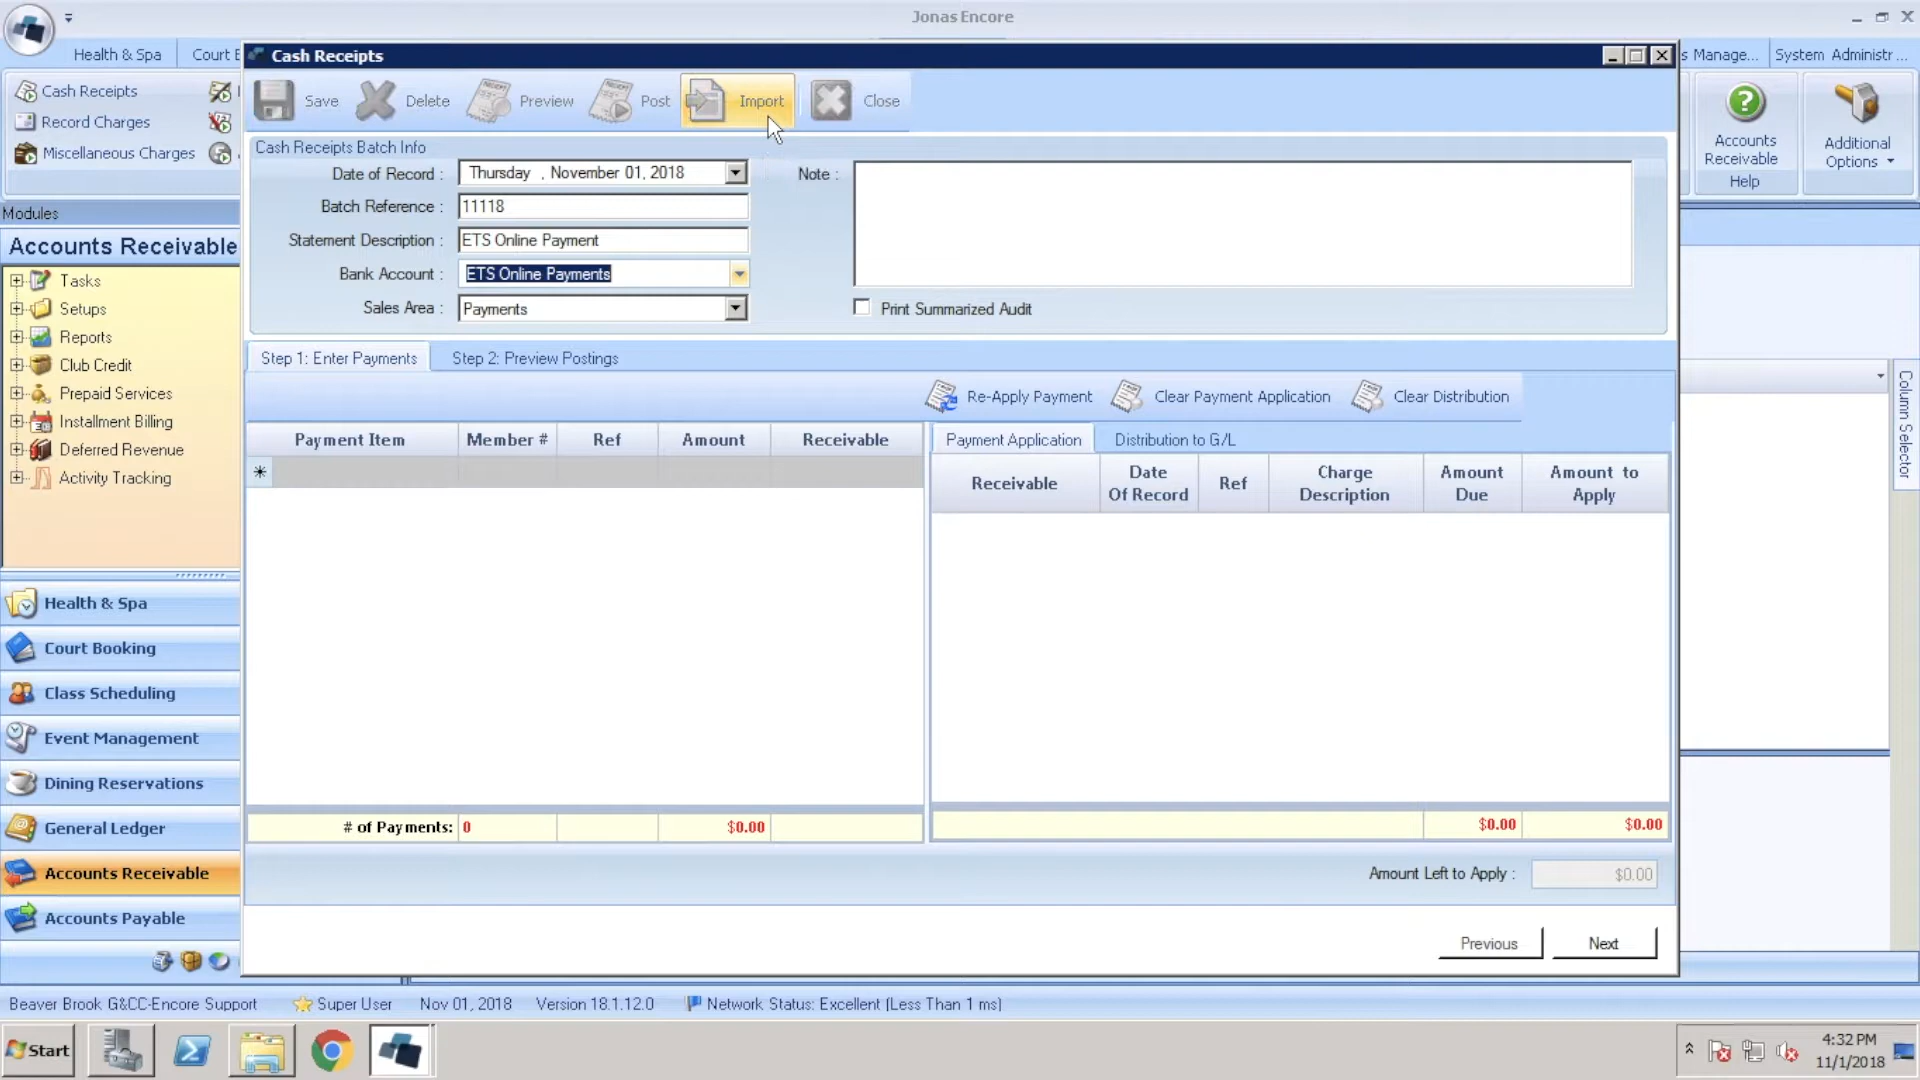 Jonas Encore
Health & Spa
Court
s Manage...
System Administr...
Cash Receipts
Save
Delete
Preview
Post
Import
Close
Cash Receipts
Record Charges
Miscellaneous Charges
Accounts Receivable
Help
Additional Options
Cash Receipts Batch Info
Date of Record :
Thursday , November 01, 2018
Note :
Batch Reference :
11118
Statement Description :
ETS Online Payment
Bank Account :
ETS Online Payments
Sales Area :
Payments
Print Summarized Audit
Modules
Accounts Receivable
Tasks
Setups
Reports
Club Credit
Prepaid Services
Installment Billing
Deferred Revenue
Activity Tracking
Step 1: Enter Payments
Step 2: Preview Postings
Re-Apply Payment
Clear Payment Application
Clear Distribution
Payment Item
Member #
Ref
Amount
Receivable
Payment Application
Distribution to G/L
Receivable
Date Of Record
Ref
Charge Description
Amount Due
Amount to Apply
Column Selector
# of Payments:
0
$0.00
$0.00
$0.00
Amount Left to Apply :
$0.00
Previous
Next
Health & Spa
Court Booking
Class Scheduling
Event Management
Dining Reservations
General Ledger
Accounts Receivable
Accounts Payable
Beaver Brook G&CC-Encore Support
Super User
Nov 01, 2018
Version 18.1.12.0
Network Status: Excellent (Less Than 1 ms)
Start
4:32 PM
11/1/2018